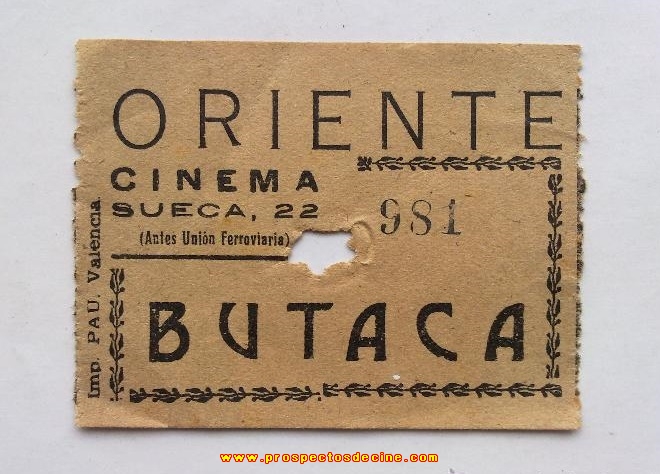 ORIENTE
CINEMA
SUECA, 22
(Antes Unión Ferroviaria)
981
BUTACA
Imp. PAU. Valencia
www.prospectosdecine.com